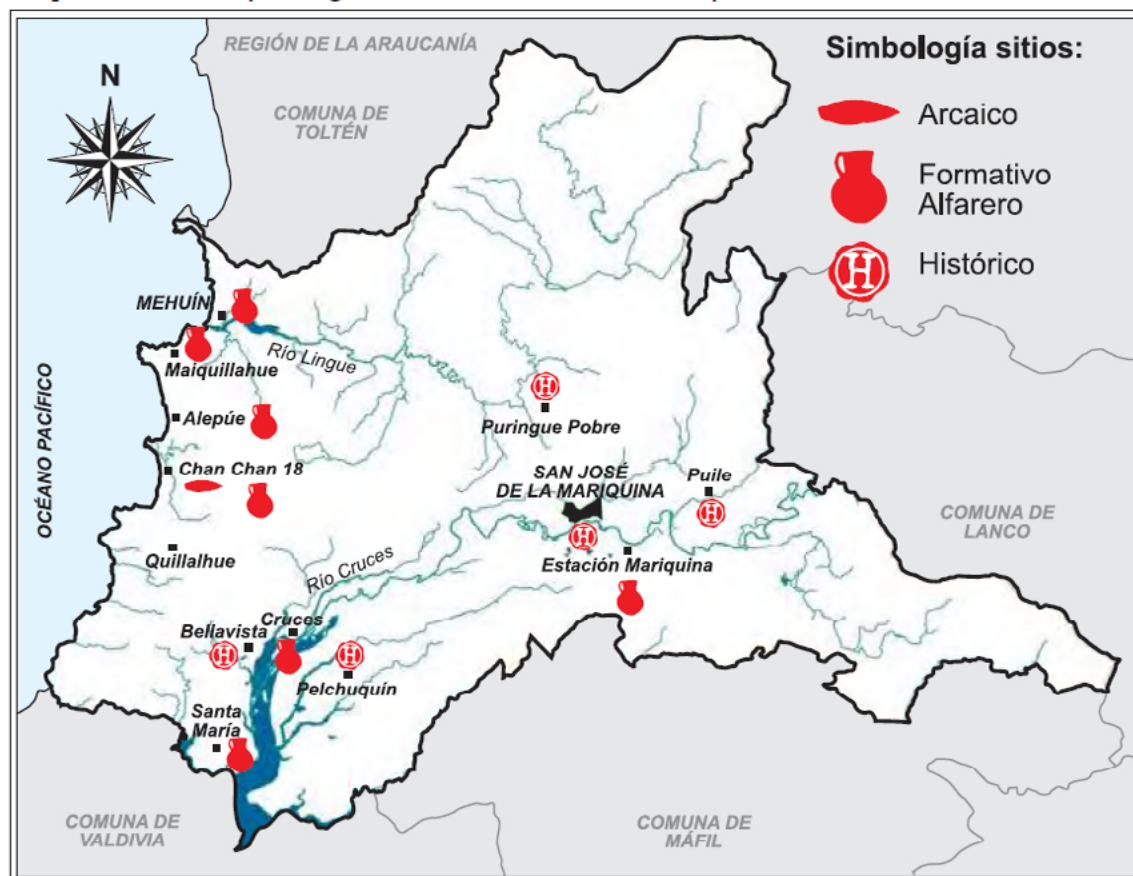 REGIÓN DE LA ARAUCANÍA
COMUNA DE
TOLTÉN
N
Simbología sitios:
Arcaico
Formativo
Alfarero
H
Histórico
MEHUÍN
Río Lingue
Maiquillahue
Alepúe
Chan Chan 18
Quillalhue
OCÉANO PACÍFICO
H
Puringue Pobre
SAN JOSÉ
DE LA MARIQUINA
Puile
H
H
Estación Mariquina
COMUNA DE
LANCO
Río Cruces
Bellavista
Cruces
H
H
Pelchuquín
Santa
María
COMUNA DE
VALDIVIA
COMUNA DE
MÁFIL